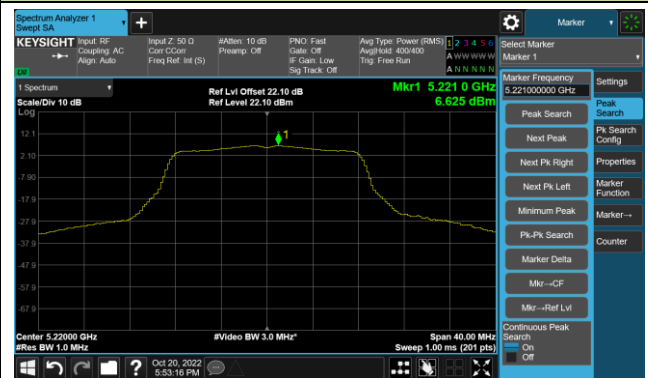 Spectrum Analyzer 1
Swept SA
+
Marker
KEYSIGHT
Input: RF
Coupling: AC
Align: Auto
Input Z: 50 Ω
Corr CCorr
Freq Ref: Int (S)
#Atten: 10 dB
Preamp: Off
PNO: Fast
Gate: Off
IF Gain: Low
Sig Track: Off
Avg Type: Power (RMS)
AvgHold: 400/400
Trig: Free Run
1 2 3 4 5 6
A W W W W W
A N N N N N
Select Marker
Marker 1
1 Spectrum
Scale/Div 10 dB
Log
Ref Lvl Offset 22.10 dB
Ref Level 22.10 dBm
Mkr1 5.221 0 GHz
6.625 dBm
12.1
2.10
-7.90
-17.9
-27.9
-37.9
-47.9
-57.9
-67.9
1
Center 5.22000 GHz
#Res BW 1.0 MHz
#Video BW 3.0 MHz*
Span 40.00 MHz
Sweep 1.00 ms (201 pts)
Marker Frequency
5.221000000 GHz
Peak Search
Next Peak
Next Pk Right
Next Pk Left
Minimum Peak
Pk-Pk Search
Marker Delta
Mkr→CF
Mkr→Ref Lvl
Continuous Peak
Search
On
Off
Settings
Peak
Search
Pk Search
Config
Properties
Marker
Function
Marker→
Counter
?
Oct 20, 2022
5:53:16 PM